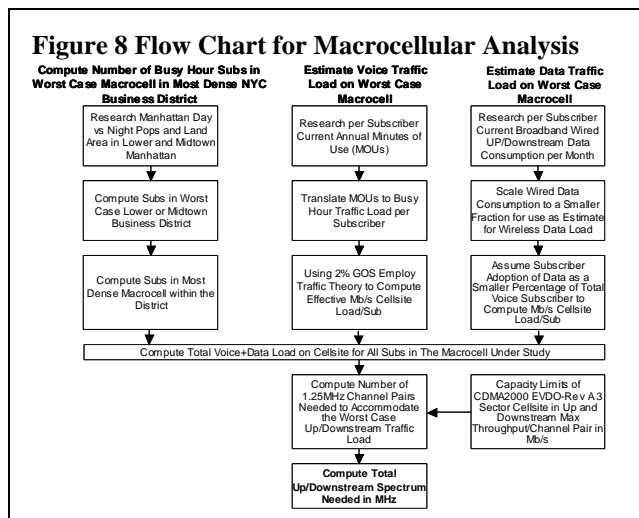 Figure 8 Flow Chart for Macrocellular Analysis
Compute Number of Busy Hour Subs in
Worst Case Macrocell in Most Dense NYC
Business District
Research Manhattan Day
vs Night Pops and Land
Area in Lower and Midtown
Manhattan
Compute Subs in Worst
Case Lower or Midtown
Business District
Compute Subs in Most
Dense Macrocell within the
District
Estimate Voice Traffic
Load on Worst Case
Macrocell
Research per Subscriber
Current Annual Minutes of
Use (MOUs)
Translate MOUs to Busy
Hour Traffic Load per
Subscriber
Using 2% GOS Employ
Traffic Theory to Compute
Effective Mb/s Cellsite
Load/Sub
Estimate Data Traffic
Load on Worst Case
Macrocell
Research per Subscriber
Current Broadband Wired
UP/Downstream Data
Consumption per Month
Scale Wired Data
Consumption to a Smaller
Fraction for use as Estimate
for Wireless Data Load
Assume Subscriber
Adoption of Data as a
Smaller Percentage of Total
Voice Subscriber to
Compute Mb/s Cellsite
Load/Sub
Compute Total Voice+Data Load on Cellsite for All Subs in The Macrocell Under Study
Compute Number of
1.25MHz Channel Pairs
Needed to Accommodate
the Worst Case
Up/Downstream Traffic
Load
Capacity Limits of
CDMA2000 EVDO-Rev A 3
Sector Cellsite in Up and
Downstream Max
Throughput/Channel Pair in
Mb/s
Compute Total
Up/Downstream Spectrum
Needed in MHz